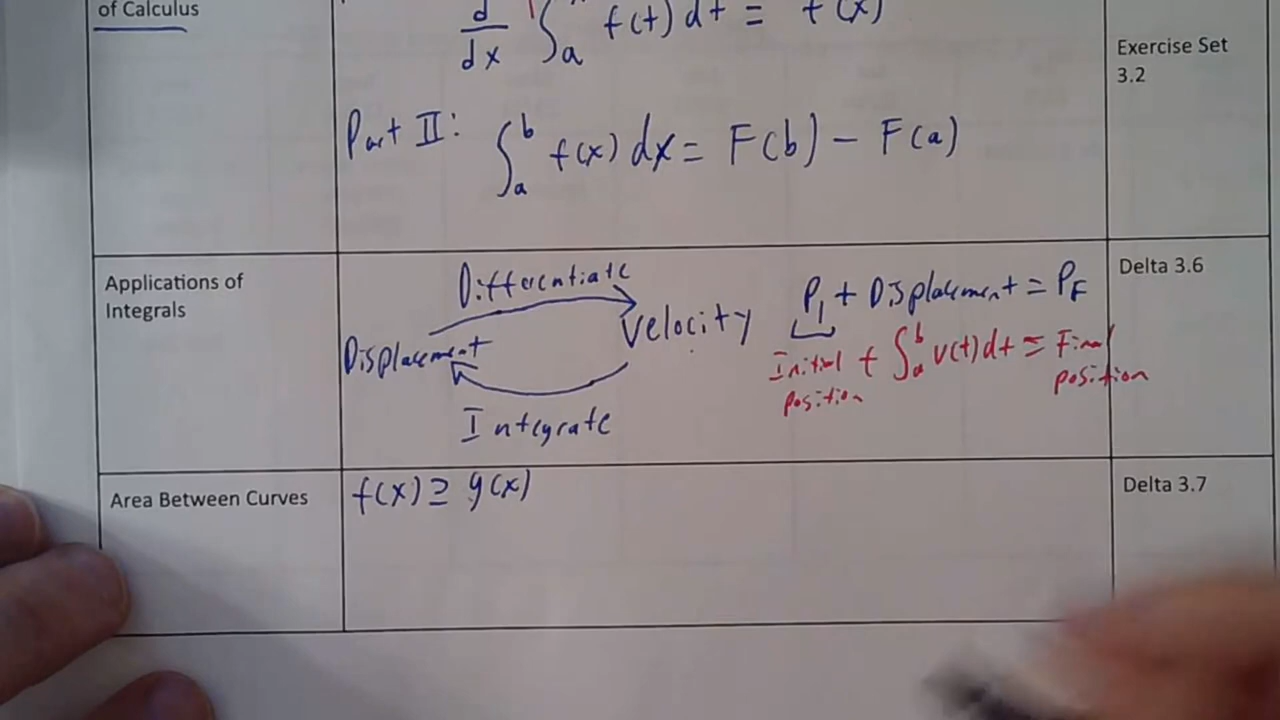 of Calculus
d/dx ∫a f(t) dt = f(x)
Exercise Set
3.2
Part II: ∫a^b f(x) dx = F(b) - F(a)
Applications of
Integrals
Differentiate
Displacement
Velocity
Integrate
P1 + Displacement = PF
Initial + ∫a^b v(t) dt = Final
position
position
Delta 3.6
Area Between Curves
f(x) ≥ g(x)
Delta 3.7